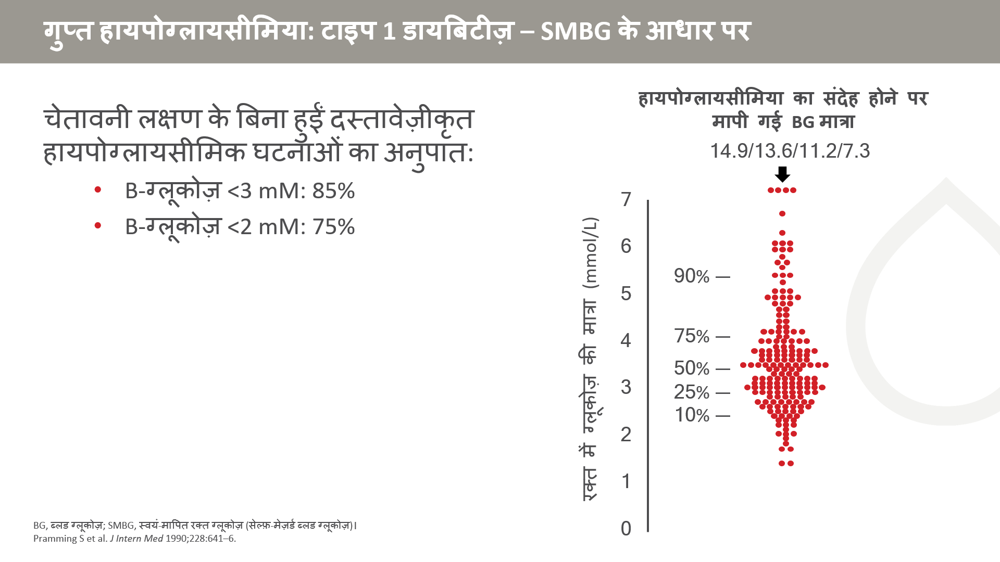 गुप्त हायपोग्लायसीमिया: टाइप 1 डायबिटीज़ – SMBG के आधार पर
चेतावनी लक्षण के बिना हुईं दस्तावेज़ीकृत
हायपोग्लायसीमिक घटनाओं का अनुपात:
• B-ग्लूकोज़ <3 mM: 85%
• B-ग्लूकोज़ <2 mM: 75%
हायपोग्लायसीमिया का संदेह होने पर
मापी गई BG मात्रा
14.9/13.6/11.2/7.3
रक्त में ग्लूकोज़ की मात्रा (mmol/L)
7
6
5
4
3
2
1
0
90% —
75% —
50% —
25% —
10% —
BG, ब्लड ग्लूकोज़; SMBG, स्वयं-मापित रक्त ग्लूकोज़ (सेल्फ़-मेज़र्ड ब्लड ग्लूकोज़)।
Pramming S et al. J Intern Med 1990;228:641–6.